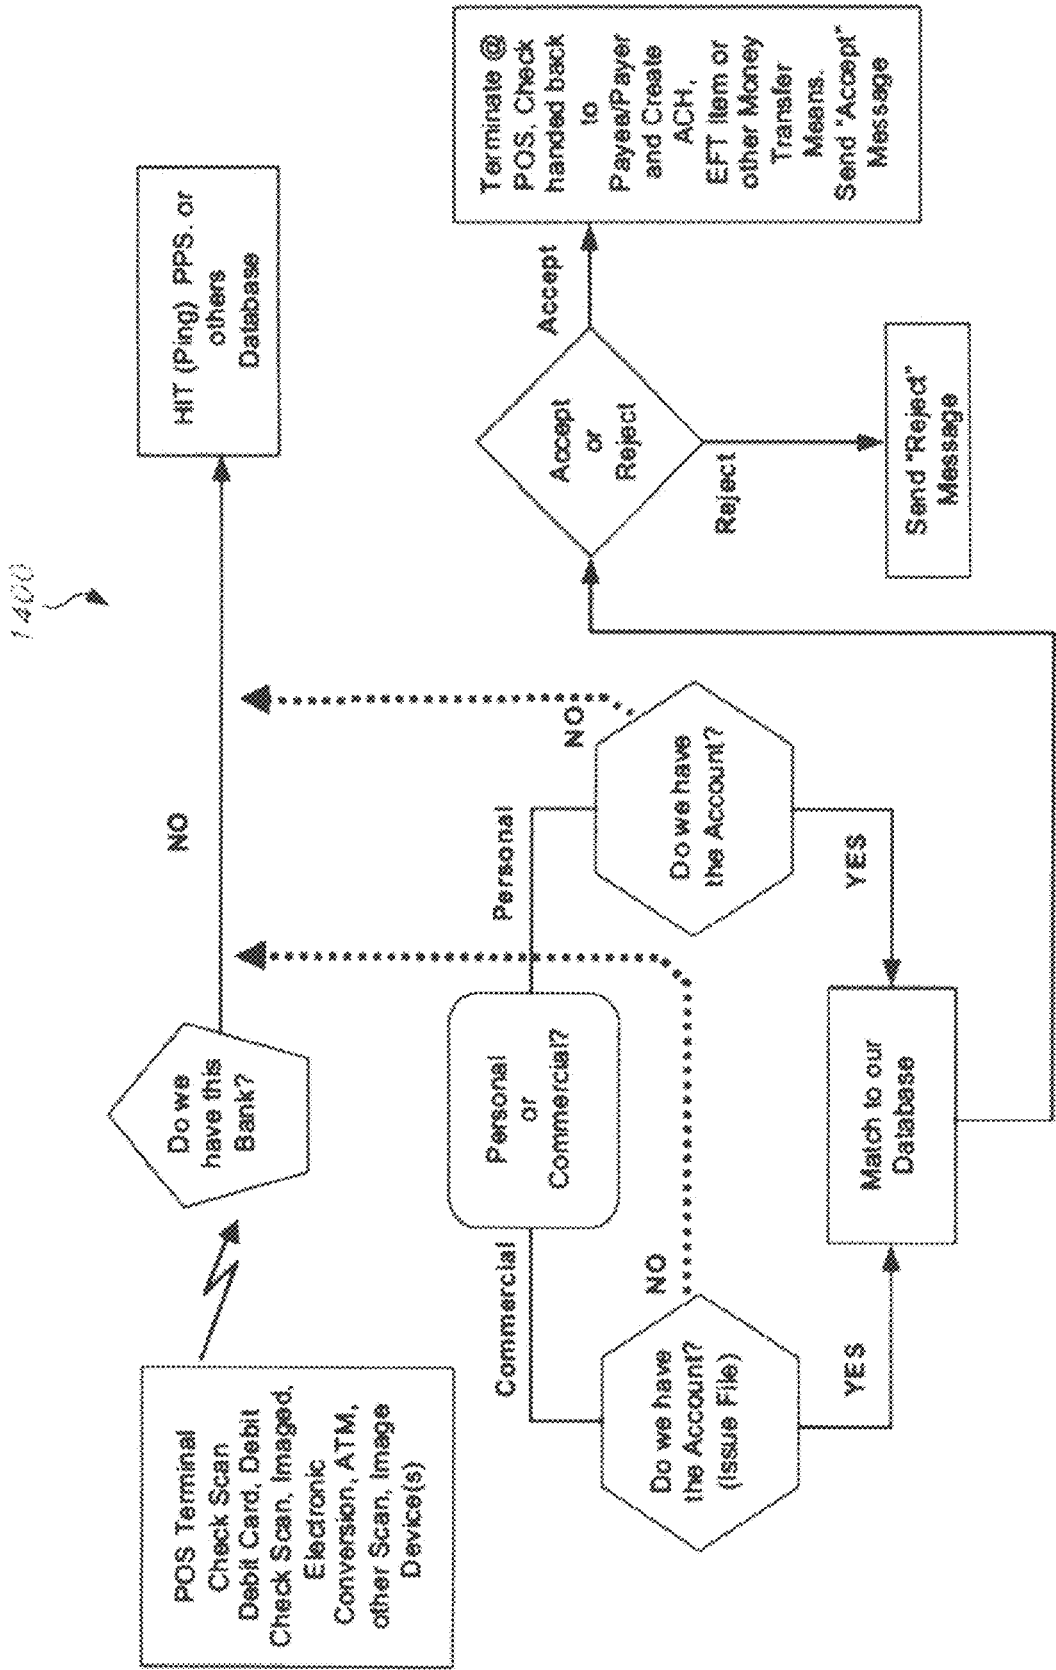 1400
POS Terminal
Check Scan
Debit Card, Debit
Check Scan, Imaged,
Electronic
Conversion, ATM,
other Scan, Image
Device(s)
Do we
have this
Bank?
NO
HIT (Ping) PPS. or
others
Database
Personal
or
Commercial?
Commercial
Personal
Do we have
the Account?
(Issue File)
NO
YES
Do we have
the Account?
NO
YES
Match to our
Database
Accept
or
Reject
Accept
Reject
Terminate @
POS, Check
handed back
to
Payee/Payer
and Create
ACH,
EFT item or
other Money
Transfer
Means.
Send "Accept"
Message
Send "Reject"
Message